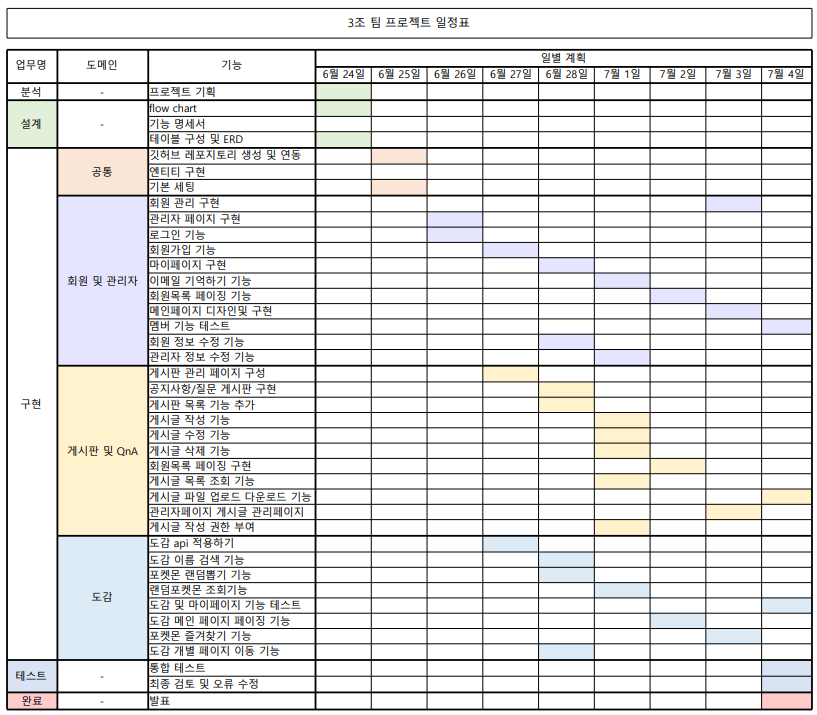 3조 팀 프로젝트 일정표
업무명 도메인 기능 일별 계획
6월 24일 6월 25일 6월 26일 6월 27일 6월 28일 7월 1일 7월 2일 7월 3일 7월 4일
분석 - 프로젝트 기획
설계 - flow chart
기능 명세서
테이블 구성 및 ERD
구현 공통 깃허브 레포지토리 생성 및 연동
엔티티 구현
기본 세팅
회원 및 관리자 회원 관리 구현
관리자 페이지 구현
로그인 기능
회원가입 기능
마이페이지 구현
이메일 기억하기 기능
회원목록 페이징 기능
메인페이지 디자인및 구현
멤버 기능 테스트
회원 정보 수정 기능
관리자 정보 수정 기능
게시판 및 QnA 게시판 관리 페이지 구성
공지사항/질문 게시판 구현
게시판 목록 기능 추가
게시글 작성 기능
게시글 수정 기능
게시글 삭제 기능
회원목록 페이징 구현
게시글 목록 조회 기능
게시글 파일 업로드 다운로드 기능
관리자페이지 게시글 관리페이지
게시글 작성 권한 부여
도감 도감 api 적용하기
도감 이름 검색 기능
포켓몬 랜덤뽑기 기능
랜덤포켓몬 조회기능
도감 및 마이페이지 기능 테스트
도감 메인 페이지 페이징 기능
포켓몬 즐겨찾기 기능
도감 개별 페이지 이동 기능
테스트 - 통합 테스트
최종 검토 및 오류 수정
완료 - 발표